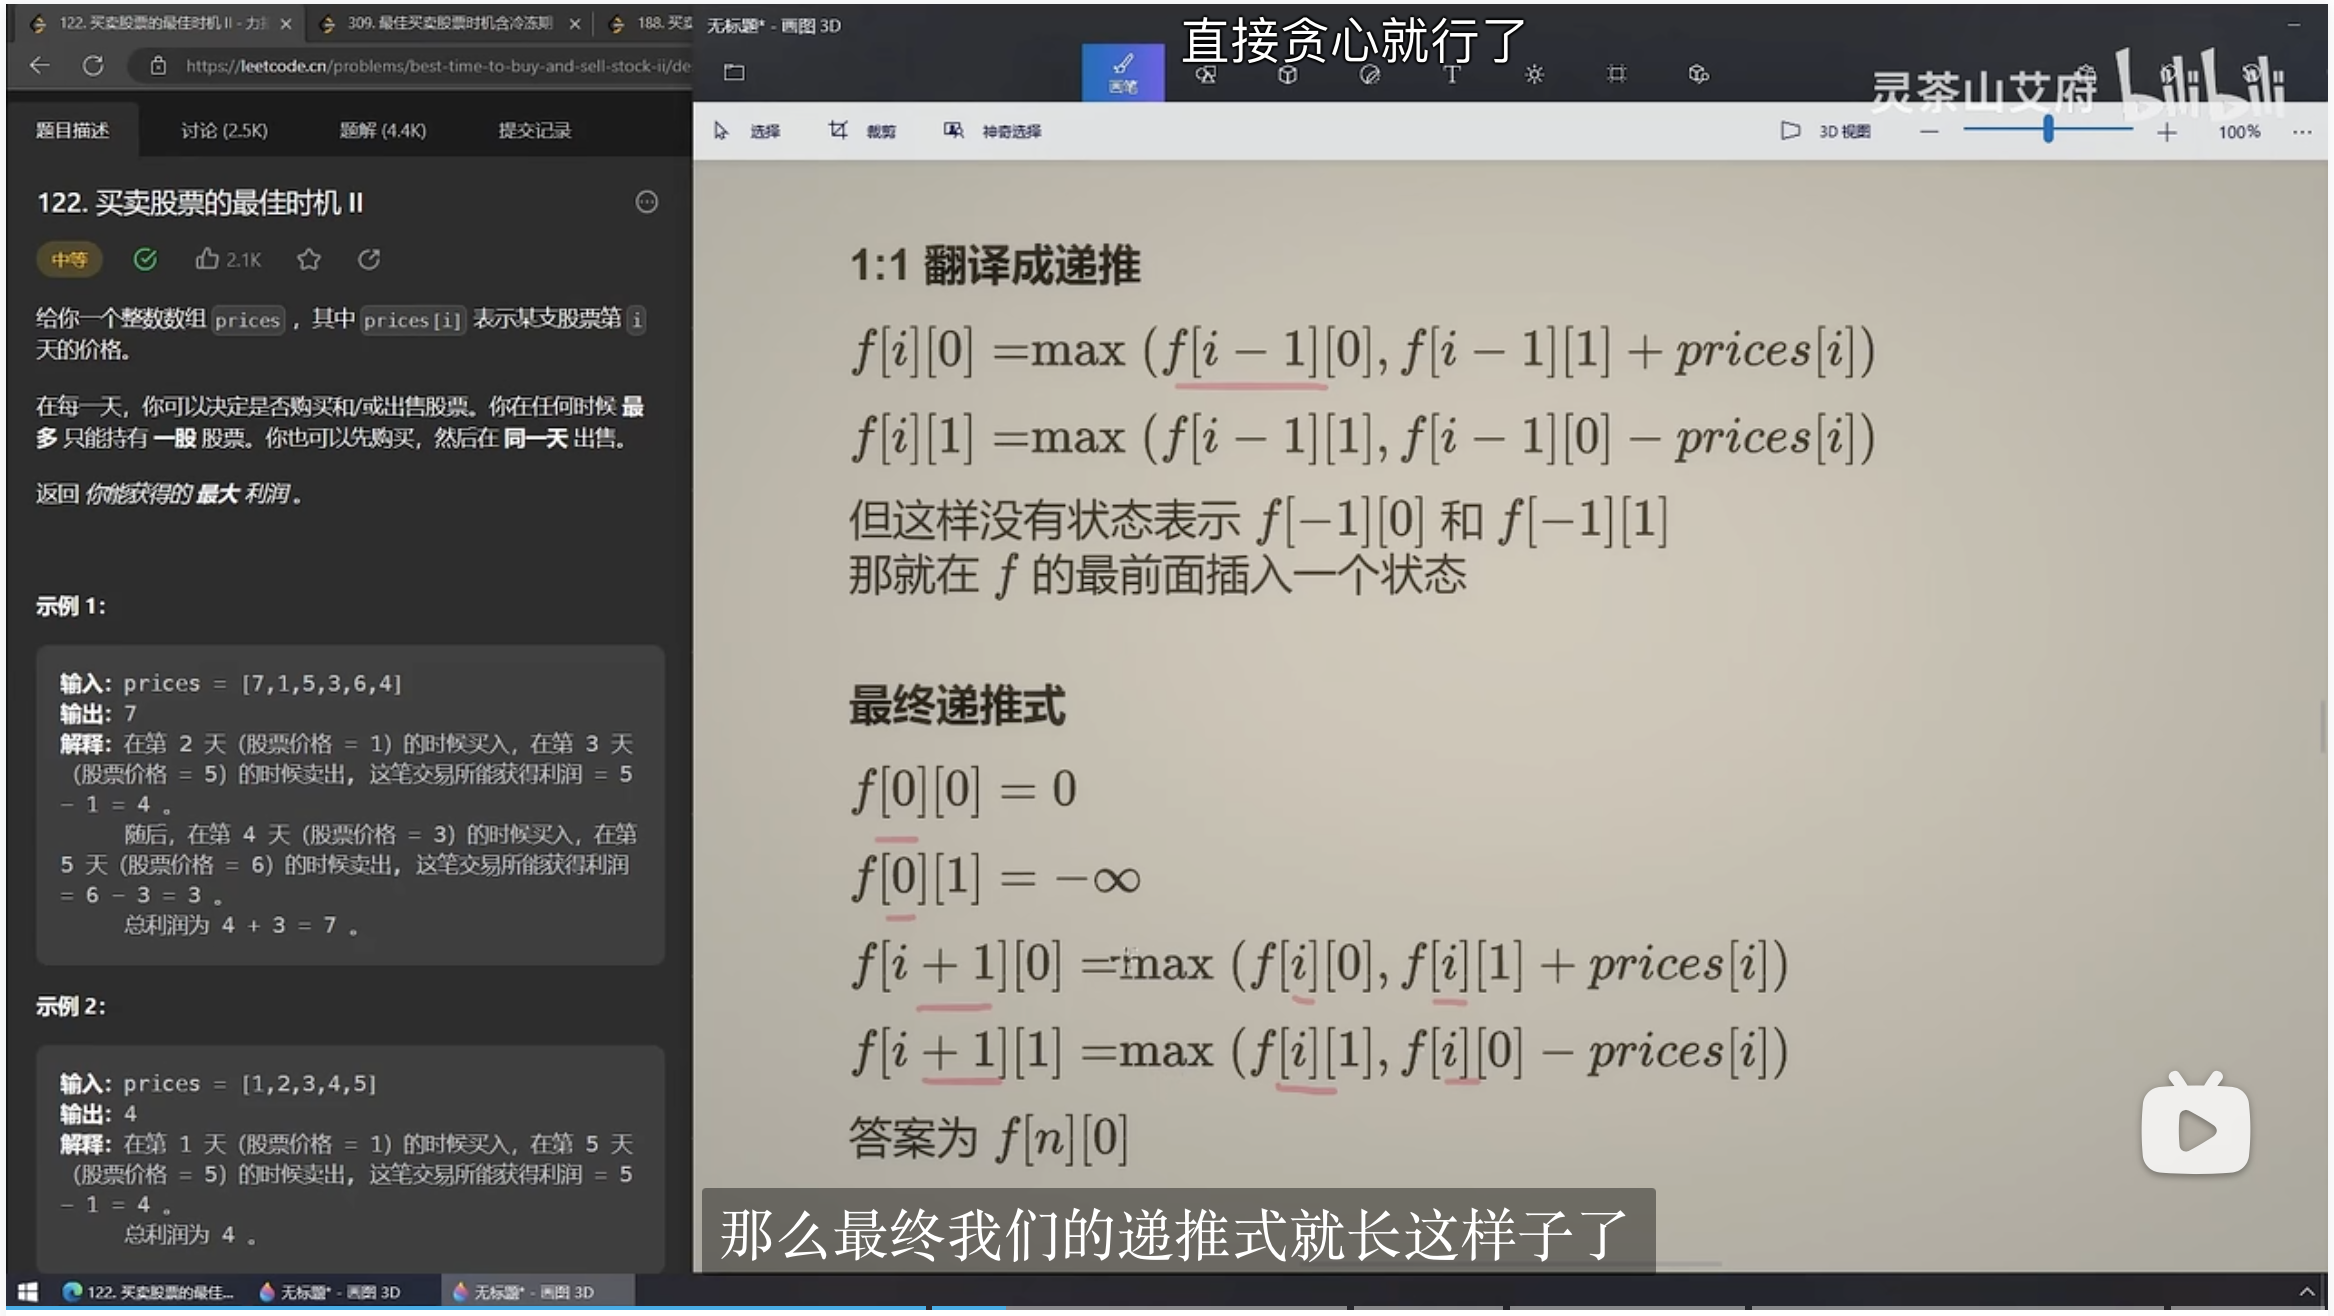 122. 买卖股票的最佳时机 II - 力
309. 最佳买卖股票时机含冷冻期
188. 买
无标题* - 画图 3D
直接贪心就行了
https://leetcode.cn/problems/best-time-to-buy-and-sell-stock-ii/de
画笔
灵茶山艾府 bilibili
题目描述 讨论 (2.5K) 题解 (4.4K) 提交记录
选择 裁剪 神奇选择 3D 视图 100%
122. 买卖股票的最佳时机 II
中等 2.1K
给你一个整数数组 prices ，其中 prices[i] 表示某支股票第 i
天的价格。
在每一天，你可以决定是否购买和/或出售股票。你在任何时候 最
多 只能持有 一股 股票。你也可以先购买，然后在 同一天 出售。
返回 你能获得的 最大 利润 。
示例 1：
输入：prices = [7,1,5,3,6,4]
输出：7
解释：在第 2 天（股票价格 = 1）的时候买入，在第 3 天
（股票价格 = 5）的时候卖出, 这笔交易所能获得利润 = 5
- 1 = 4 。
随后，在第 4 天（股票价格 = 3）的时候买入，在第
5 天（股票价格 = 6）的时候卖出, 这笔交易所能获得利润
= 6 - 3 = 3 。
总利润为 4 + 3 = 7 。
示例 2：
输入：prices = [1,2,3,4,5]
输出：4
解释：在第 1 天（股票价格 = 1）的时候买入，在第 5 天
（股票价格 = 5）的时候卖出, 这笔交易所能获得利润 = 5
- 1 = 4 。
总利润为 4 。
1:1 翻译成递推
f[i][0] =max (f[i − 1][0], f[i − 1][1] + prices[i])
f[i][1] =max (f[i − 1][1], f[i − 1][0] − prices[i])
但这样没有状态表示 f[−1][0] 和 f[−1][1]
那就在 f 的最前面插入一个状态
最终递推式
f[0][0] = 0
f[0][1] = −∞
f[i + 1][0] =max (f[i][0], f[i][1] + prices[i])
f[i + 1][1] =max (f[i][1], f[i][0] − prices[i])
答案为 f[n][0]
那么最终我们的递推式就长这样子了
122. 买卖股票的最佳... 无标题* - 画图 3D 无标题* - 画图 3D